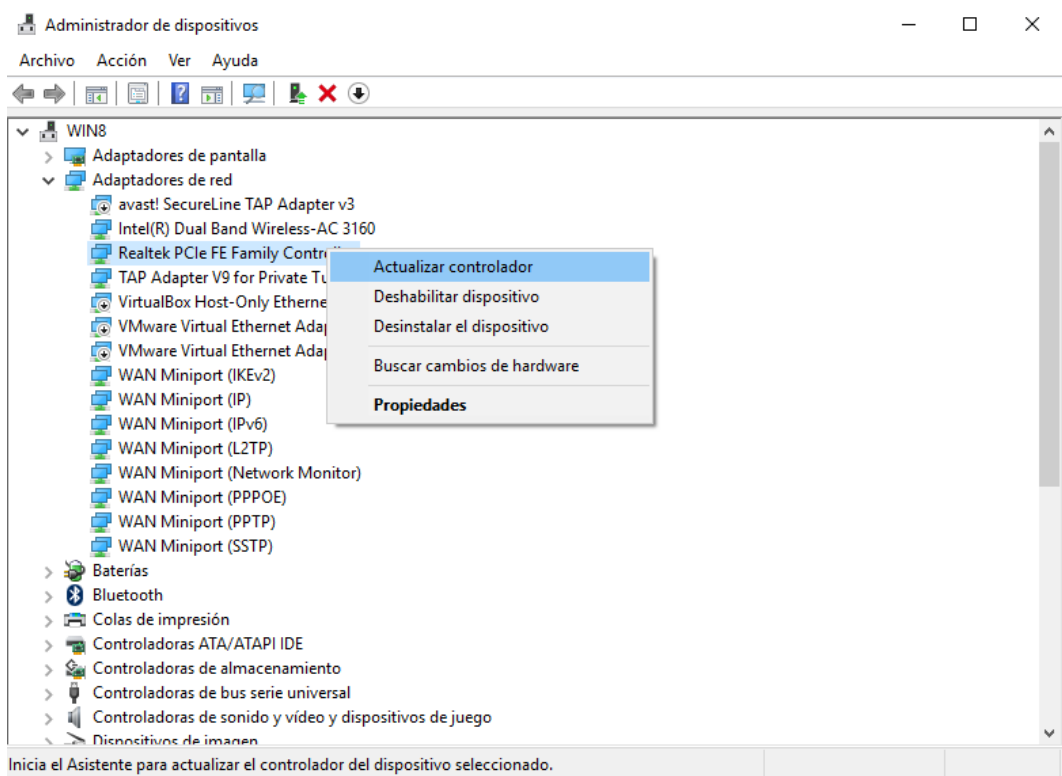 Administrador de dispositivos
Archivo Acción Ver Ayuda
WIN8
Adaptadores de pantalla
Adaptadores de red
avast! SecureLine TAP Adapter v3
Intel(R) Dual Band Wireless-AC 3160
Realtek PCIe FE Family
TAP Adapter V9 for Private
VirtualBox Host-Only
VMware Virtual Ethernet
VMware Virtual Ethernet
WAN Miniport (IKEv2)
WAN Miniport (IP)
WAN Miniport (IPv6)
WAN Miniport (L2TP)
WAN Miniport (Network Monitor)
WAN Miniport (PPPOE)
WAN Miniport (PPTP)
WAN Miniport (SSTP)
Baterías
Bluetooth
Colas de impresión
Controladoras ATA/ATAPI IDE
Controladoras de almacenamiento
Controladoras de bus serie universal
Controladoras de sonido y vídeo y dispositivos de juego
Dispositivos de imagen
Actualizar controlador
Deshabilitar dispositivo
Desinstalar el dispositivo
Buscar cambios de hardware
Propiedades
Inicia el Asistente para actualizar el controlador del dispositivo seleccionado.